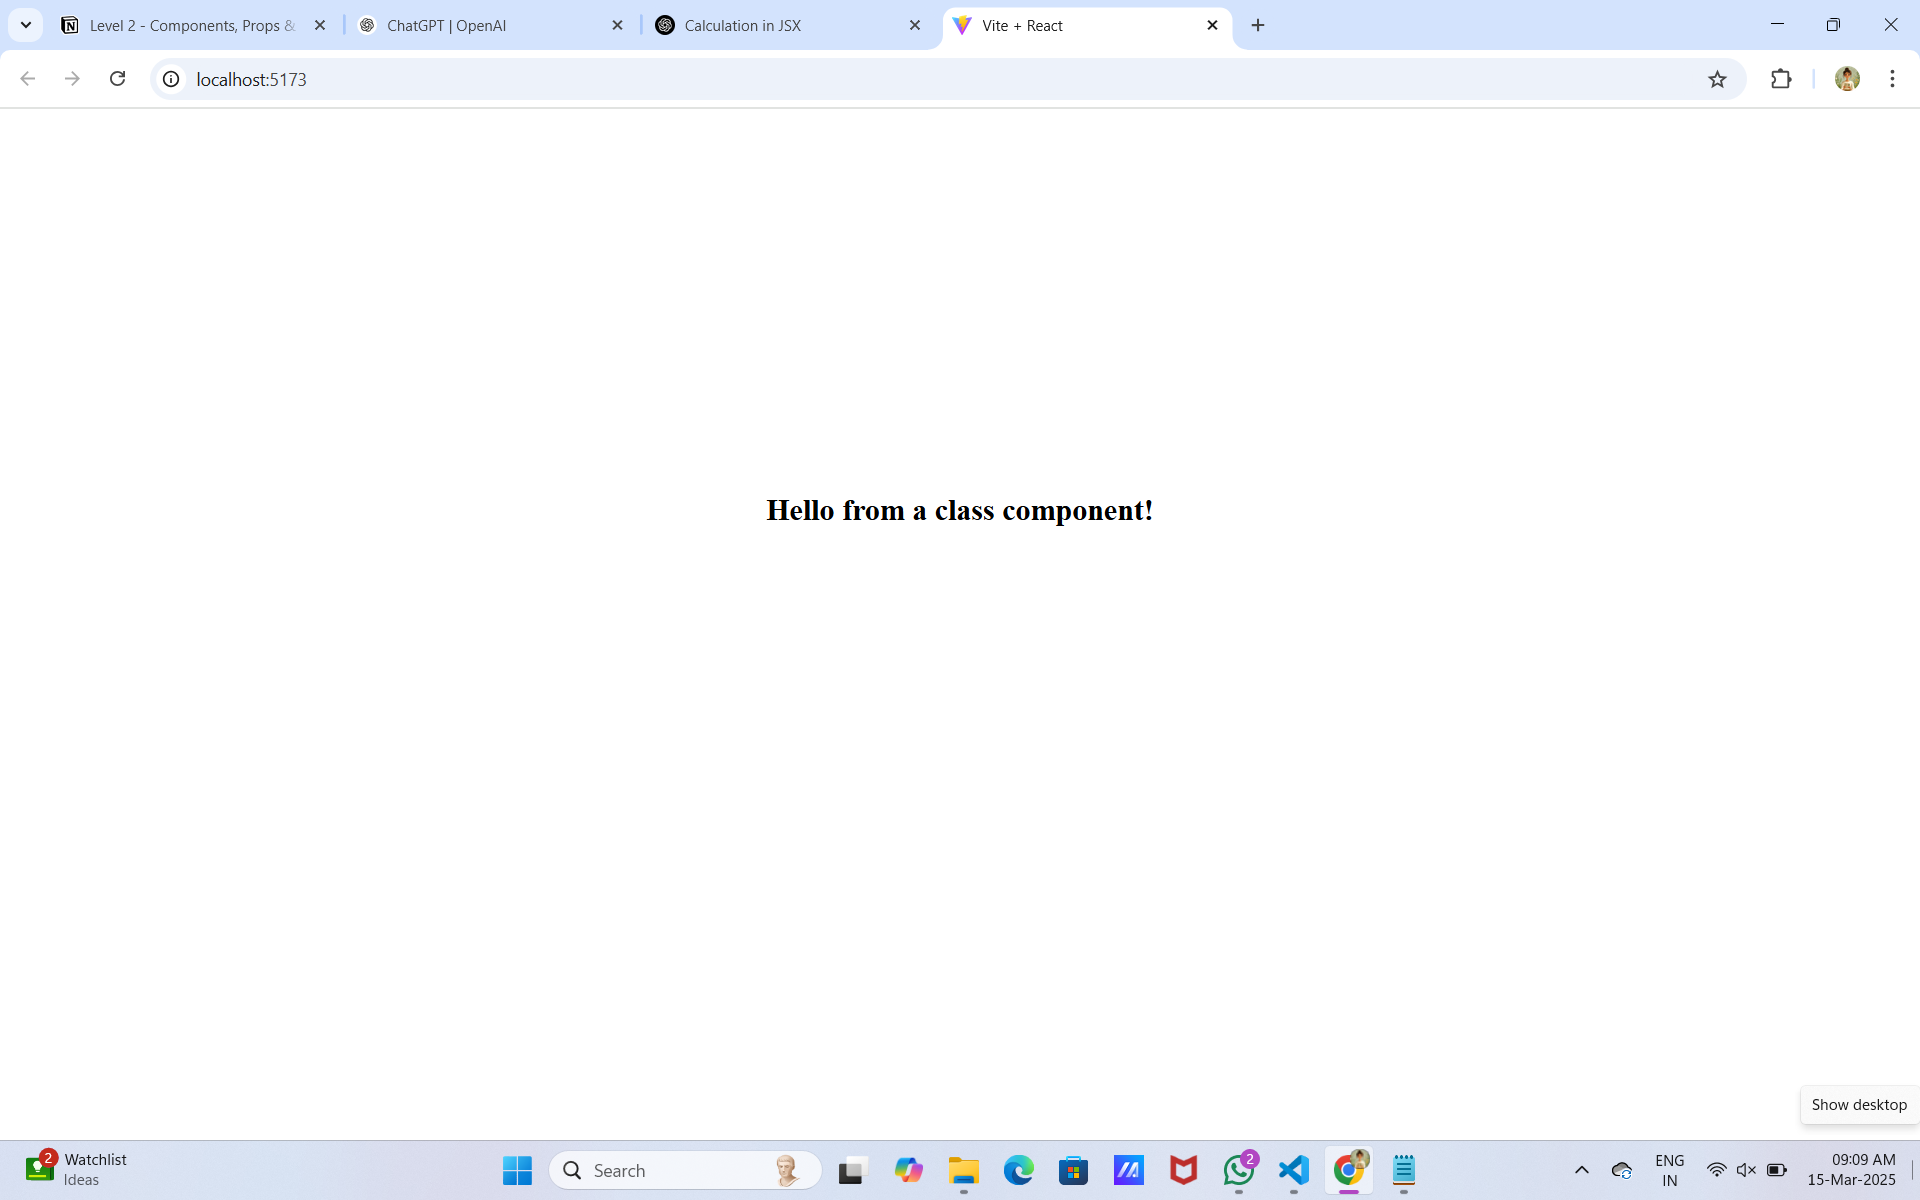 Level 2 - Components, Props &
ChatGPT | OpenAI
Calculation in JSX
Vite + React
localhost:5173
Hello from a class component!
Show desktop
2
Watchlist
Ideas
Search
2
ENG
IN
09:09 AM
15-Mar-2025